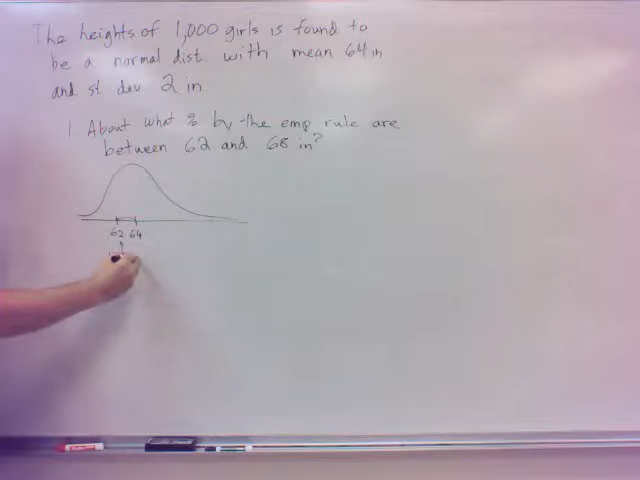 The heights of 1,000 girls is found to
be a normal dist with mean 64 in
and st dev 2 in.
1 About what % by the emp rule are
between 62 and 68 in?
62 64